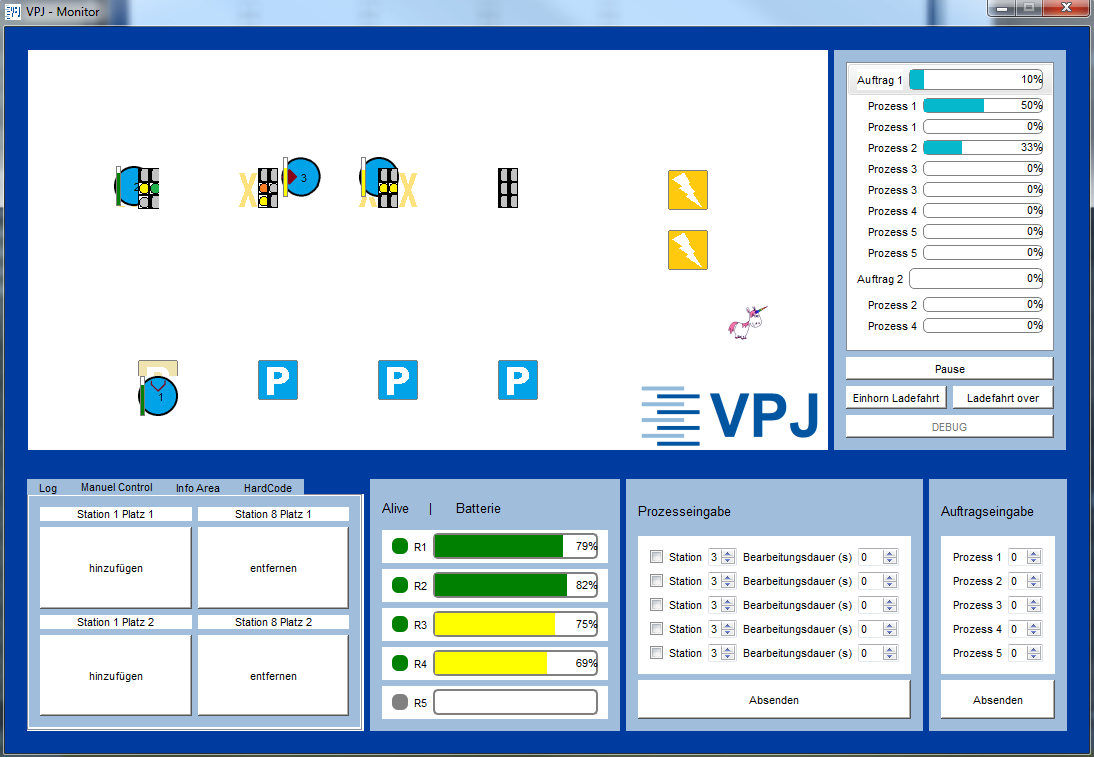 VPJ - Monitor
2
3
X
X
X
P
1
P
P
P
VPJ
Auftrag 1 10%
Prozess 1 50%
Prozess 1 0%
Prozess 2 33%
Prozess 3 0%
Prozess 3 0%
Prozess 4 0%
Prozess 5 0%
Prozess 5 0%
Auftrag 2 0%
Prozess 2 0%
Prozess 4 0%
Pause
Einhorn Ladefahrt Ladefahrt over
DEBUG
Log Manuel Control Info Area HardCode
Station 1 Platz 1 Station 8 Platz 1
hinzufügen entfernen
Station 1 Platz 2 Station 8 Platz 2
hinzufügen entfernen
Alive | Batterie
R1 79%
R2 82%
R3 75%
R4 69%
R5
Prozesseingabe
Station 3 Bearbeitungsdauer (s) 0
Station 3 Bearbeitungsdauer (s) 0
Station 3 Bearbeitungsdauer (s) 0
Station 3 Bearbeitungsdauer (s) 0
Station 3 Bearbeitungsdauer (s) 0
Absenden
Auftragseingabe
Prozess 1 0
Prozess 2 0
Prozess 3 0
Prozess 4 0
Prozess 5 0
Absenden